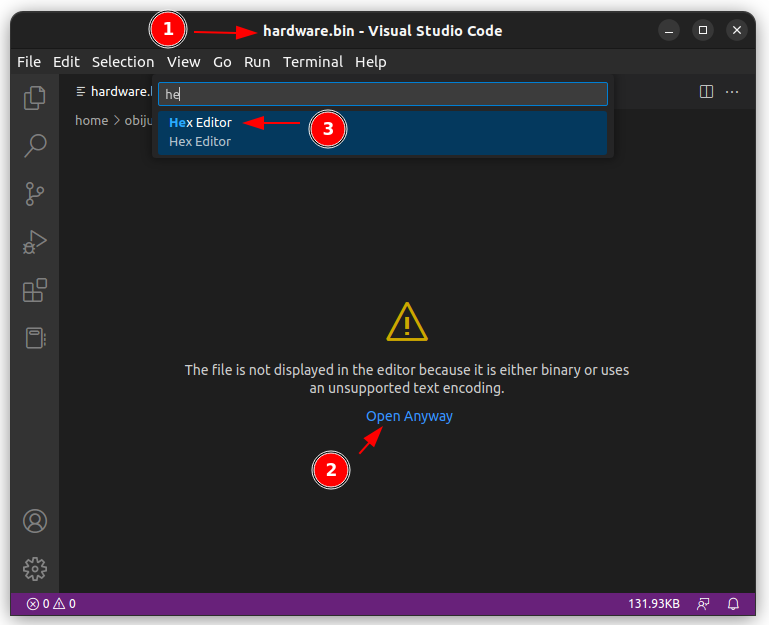 1
hardware.bin - Visual Studio Code
File Edit Selection View Go Run Terminal Help
hardware.
he
home > obiju
Hex Editor
Hex Editor
3
The file is not displayed in the editor because it is either binary or uses
an unsupported text encoding.
Open Anyway
2
0 0
131.93KB